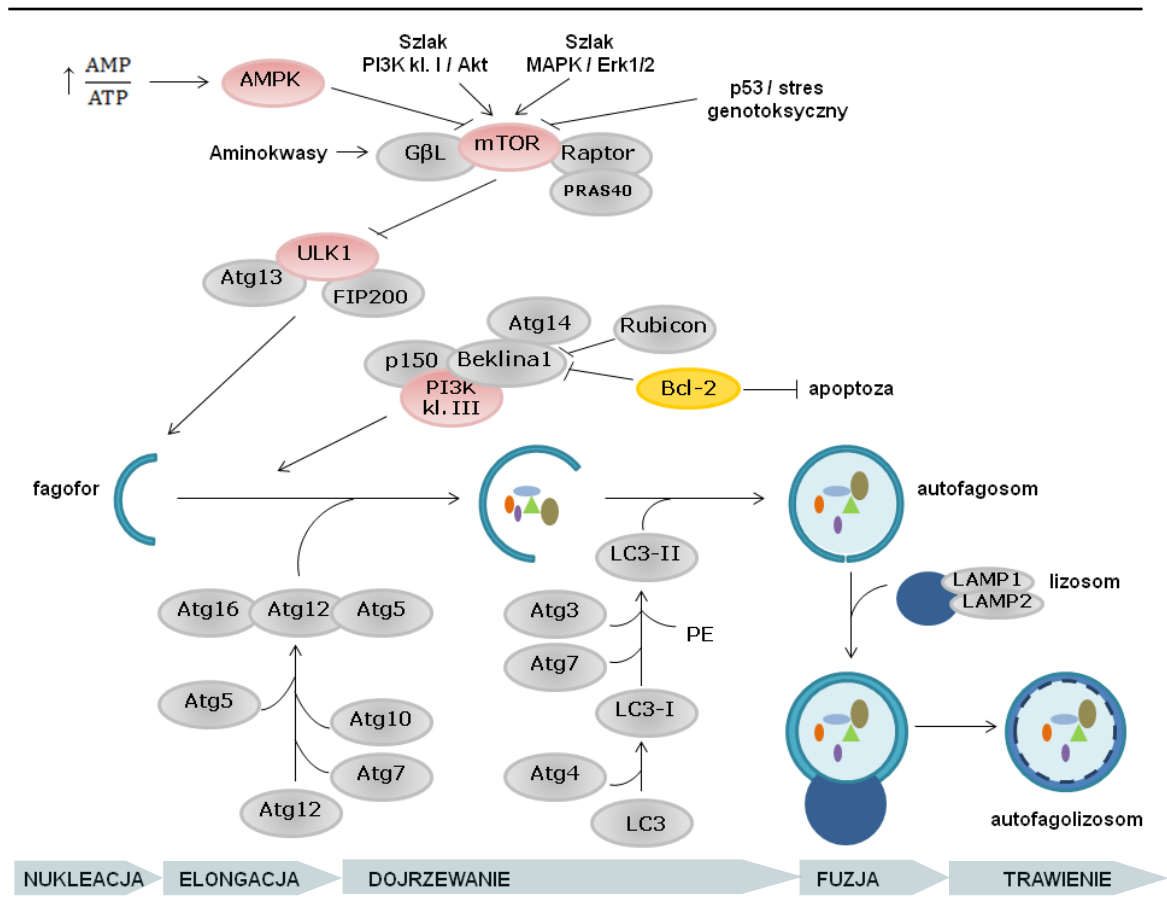 Szlak
PI3K kl. I / Akt
Szlak
MAPK / Erk1/2
↑ AMP
ATP
AMPK
p53 / stres
genotoksyczny
Aminokwasy
GβL
mTOR
Raptor
PRAS40
ULK1
Atg13
FIP200
Atg14
Rubicon
p150
Beklina1
PI3K
kl. III
Bcl-2
apoptoza
fagofor
autofagosom
LC3-II
LAMP1
LAMP2
lizosom
Atg16
Atg12
Atg5
Atg3
PE
Atg7
Atg5
Atg10
LC3-I
Atg7
Atg4
Atg12
LC3
autofagolizosom
NUKLEACJA
ELONGACJA
DOJRZEWANIE
FUZJA
TRAWIENIE